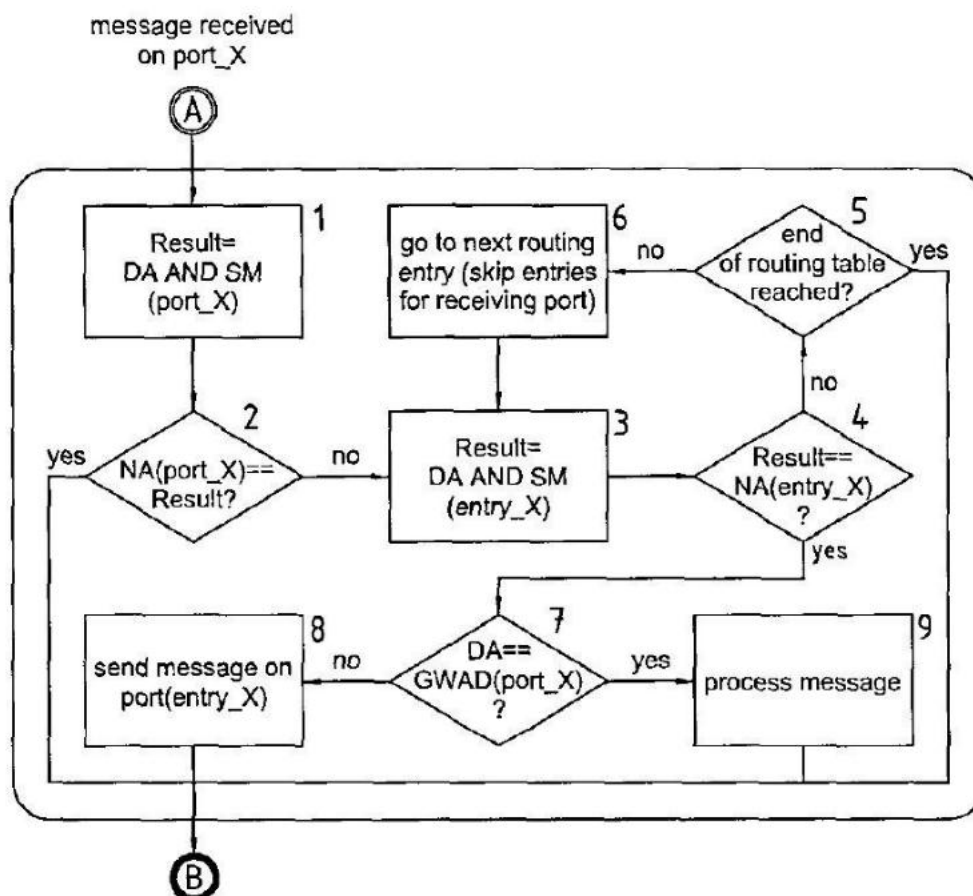 message received
on port_X
A
1
Result=
DA AND SM
(port_X)
6
go to next routing
entry (skip entries
for receiving port)
5
end
of routing table
reached?
no
yes
2
NA(port_X)==
Result?
yes
no
3
Result=
DA AND SM
(entry_X)
4
Result==
NA(entry_X)
?
no
yes
8
send message on
port(entry_X)
7
DA==
GWAD(port_X)
?
no
yes
9
process message
B